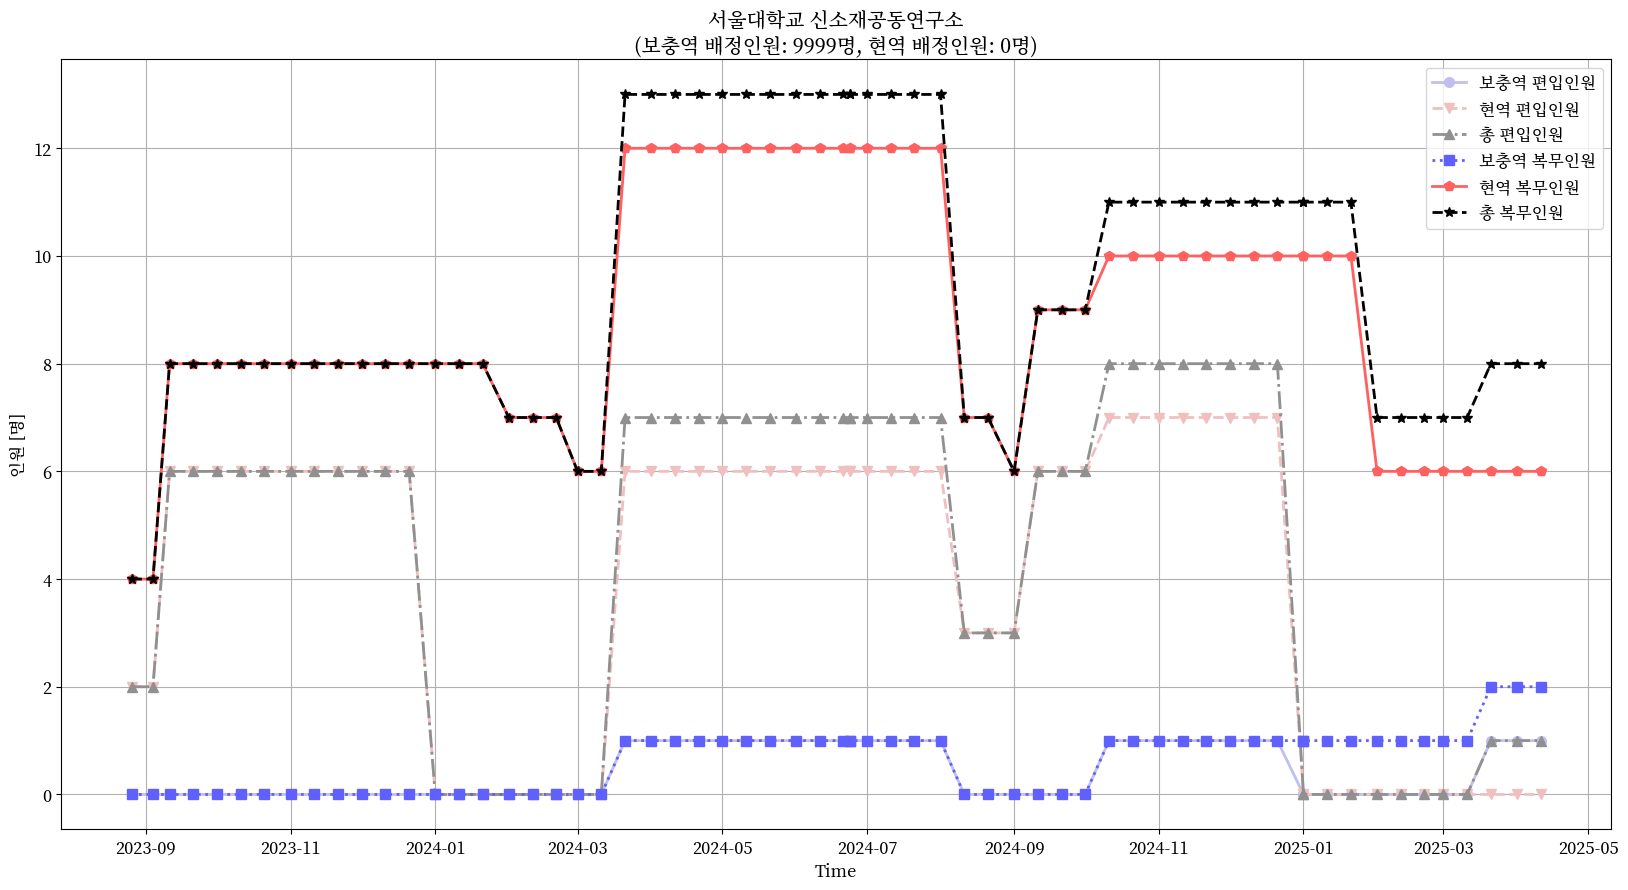 서울대학교 신소재공동연구소
(보충역 배정인원: 9999명, 현역 배정인원: 0명)
보충역 편입인원
현역 편입인원
총 편입인원
보충역 복무인원
현역 복무인원
총 복무인원
인원 [명]
12
10
8
6
4
2
0
2023-09
2023-11
2024-01
2024-03
2024-05
2024-07
2024-09
2024-11
2025-01
2025-03
2025-05
Time